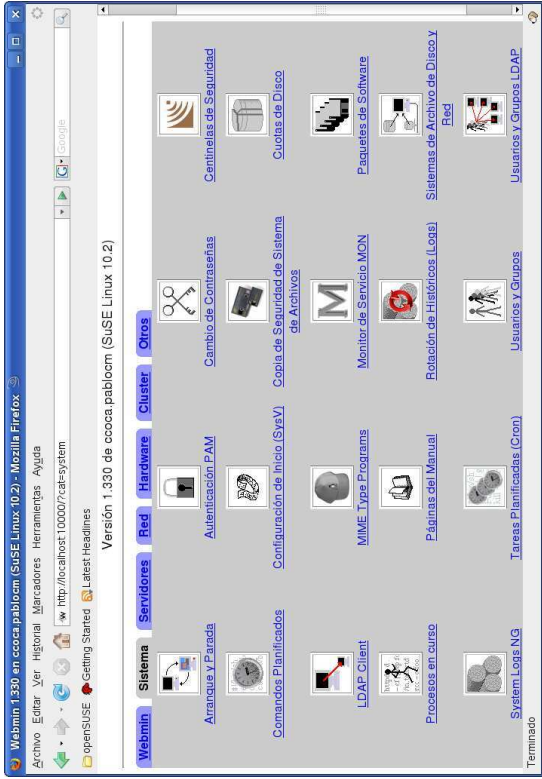 Webmin 1.330 en ccoca.pablocm (SuSE Linux 10.2) - Mozilla Firefox
Archivo Editar Ver Historial Marcadores Herramientas Ayuda
http://localhost:10000/?cat=system
Google
openSUSE Getting Started Latest Headlines
Versión 1.330 de ccoca.pablocm (SuSE Linux 10.2)
Webmin Sistema Servidores Red Hardware Cluster Otros
Arranque y Parada Autenticación PAM Cambio de Contraseñas Centinelas de Seguridad
Comandos Planificados Configuración de Inicio (SysV) Copia de Seguridad de Sistema Cuotas de Disco
de Archivos
LDAP Client MIME Type Programs Monitor de Servicio MON Paquetes de Software
Procesos en curso Páginas del Manual Rotación de Históricos (Logs) Sistemas de Archivo de Disco y
Red
System Logs NG Tareas Planificadas (Cron) Usuarios y Grupos Usuarios y Grupos LDAP
Terminado